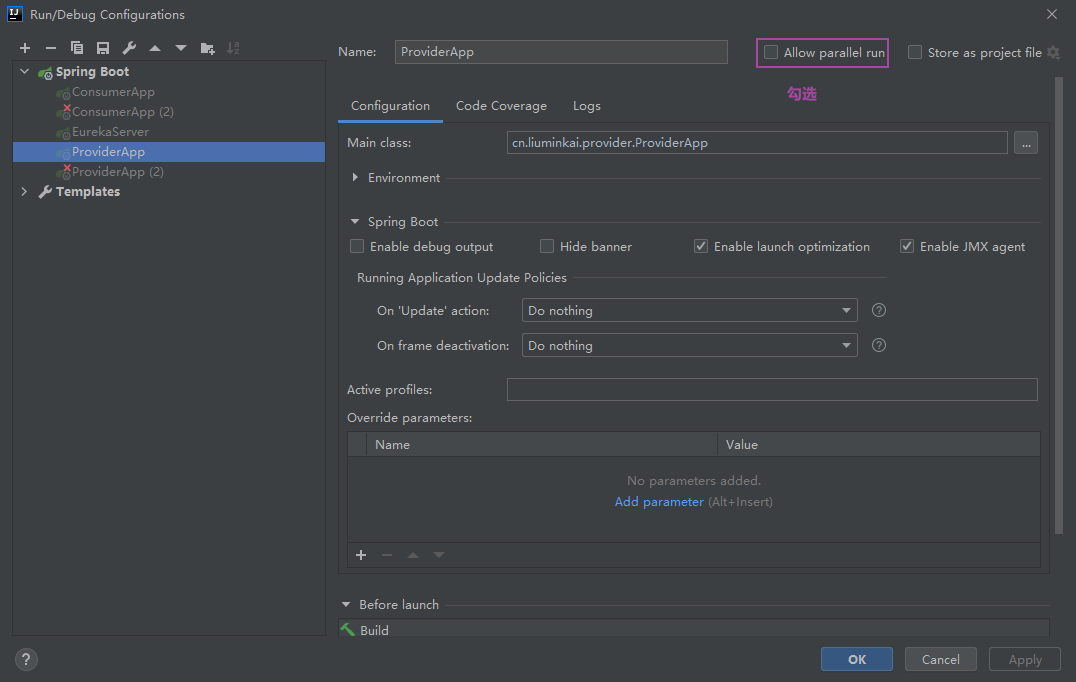 Run/Debug Configurations
Name: ProviderApp Allow parallel run Store as project file
勾选
Spring Boot
ConsumerApp
ConsumerApp (2)
EurekaServer
ProviderApp
ProviderApp (2)
Templates
Configuration Code Coverage Logs
Main class: cn.liuminkai.provider.ProviderApp ...
Environment
Spring Boot
Enable debug output Hide banner Enable launch optimization Enable JMX agent
Running Application Update Policies
On 'Update' action: Do nothing ?
On frame deactivation: Do nothing ?
Active profiles:
Override parameters:
Name Value
No parameters added.
Add parameter (Alt+Insert)
Before launch
Build
? OK Cancel Apply